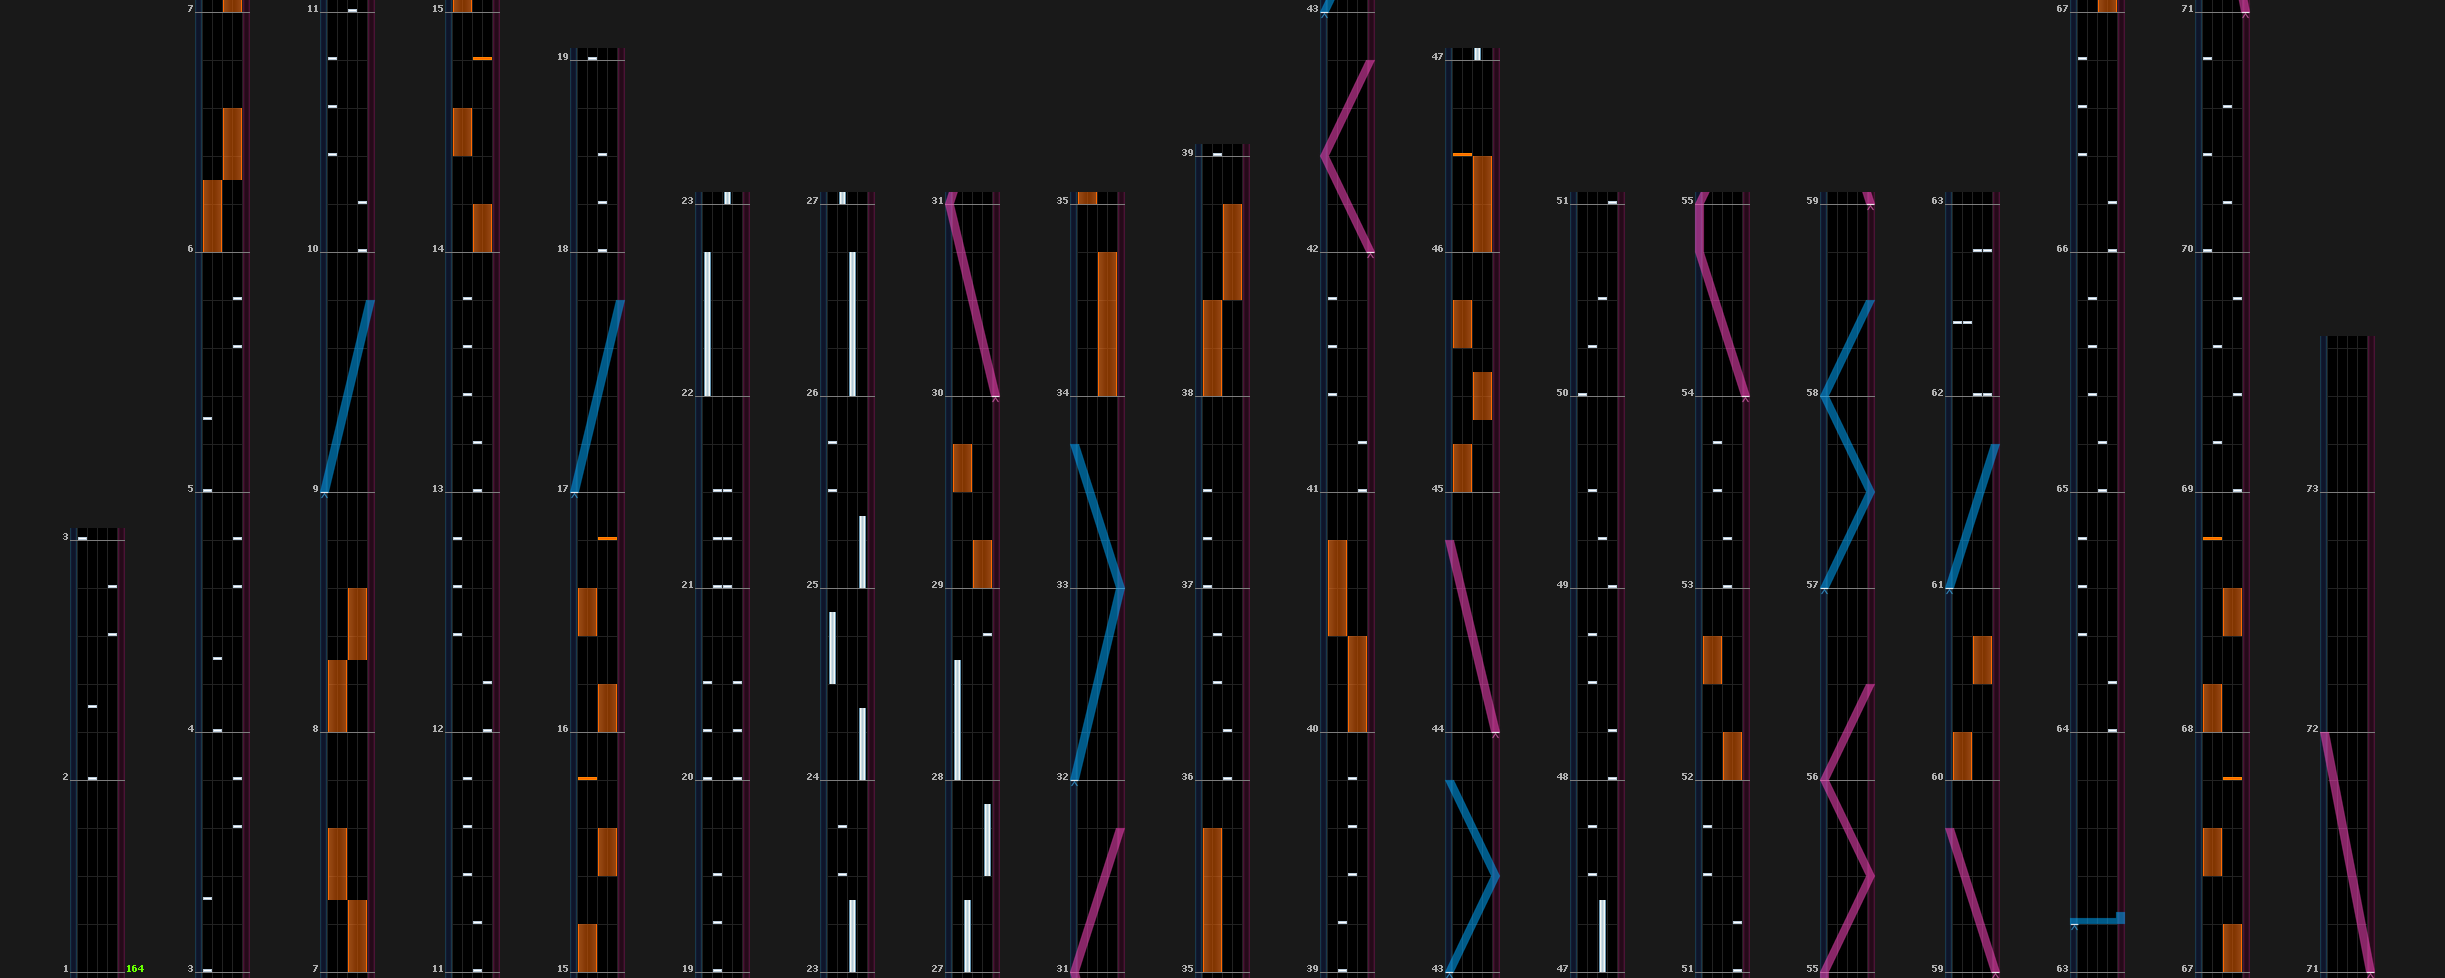 7 11 15 43 67 71
19 47
39
23 27 31 35 51 55 59 63
6 10 14 18 42 46 66 70
22 26 30 34 38 50 54 58 62
5 9 13 17 41 45 65 69 73
3
21 25 29 33 37 49 53 57 61
4 8 12 16 40 44 64 68 72
2 20 24 28 32 36 48 52 56 60
1 164 3 7 11 15 19 23 27 31 35 39 43 47 51 55 59 63 67 71